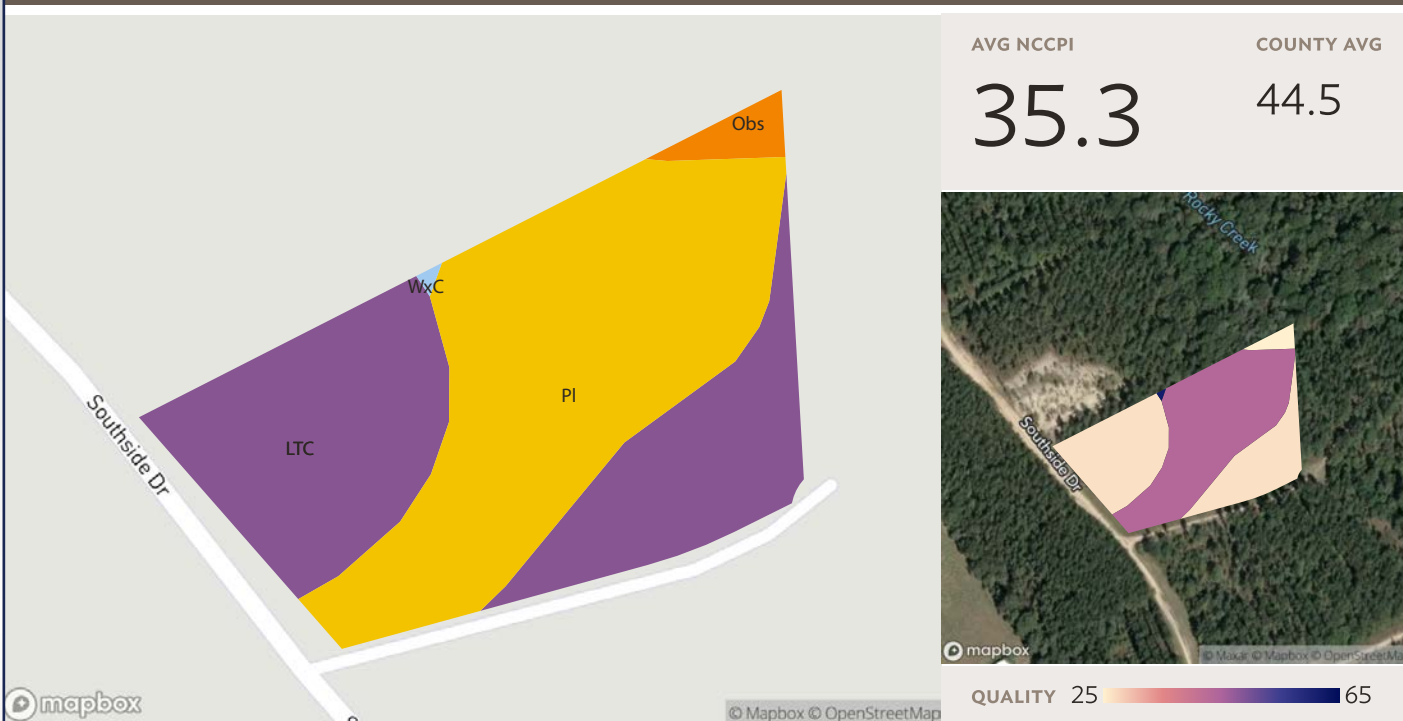 AVG NCCPI
COUNTY AVG
35.3
44.5
Obs
WxC
Pl
LTC
Southside Dr
mapbox
© Mapbox © OpenStreetMap
Rocky Creek
Southside Dr
mapbox
© Maxar © Mapbox © OpenStreetMa
QUALITY 25 65